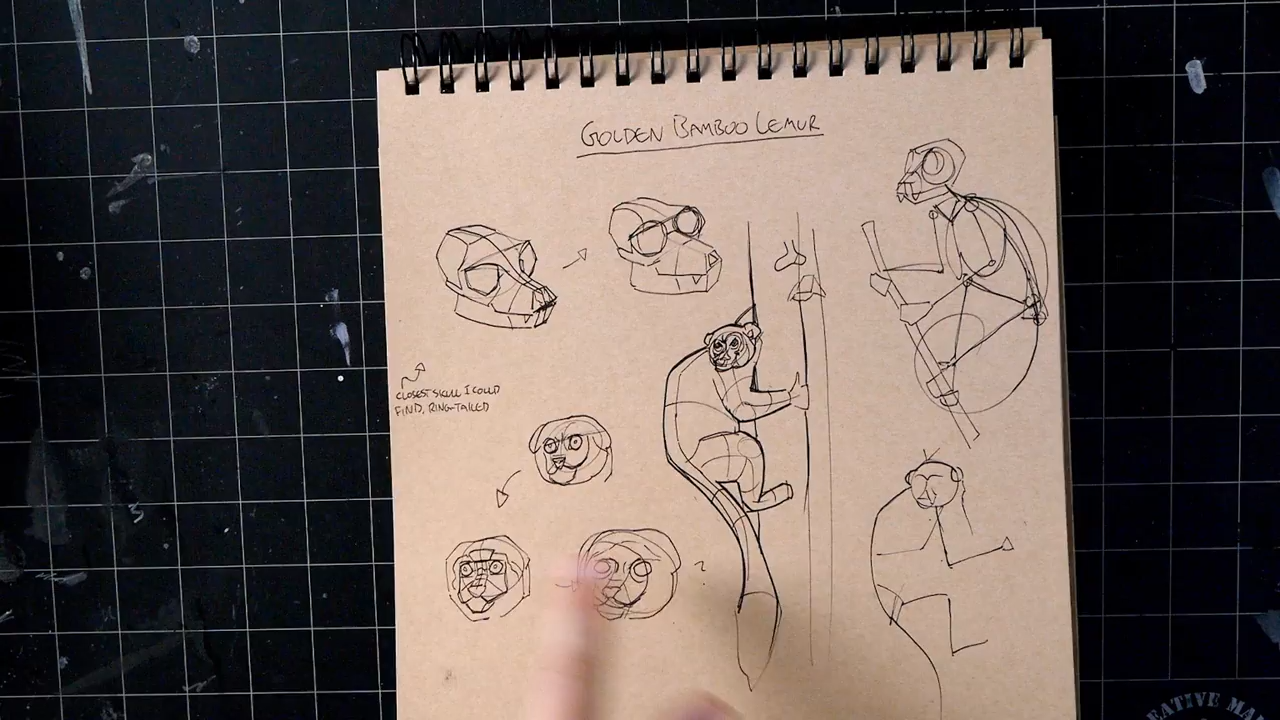 GOLDEN BAMBOO LEMUR
CLOSEST SKULL I COULD
FIND, RING-TAILED
?